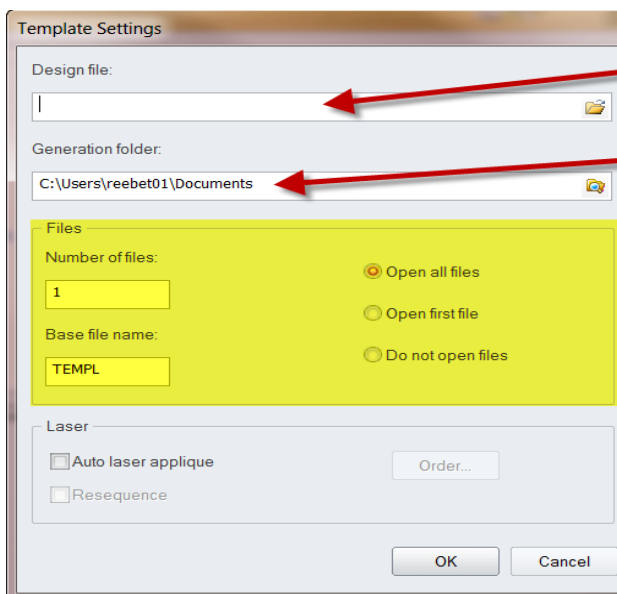 Template Settings
Design file:
Generation folder:
C:\Users\reebet01\Documents
Files
Number of files:
1
Open all files
Open first file
Base file name:
Do not open files
TEMPL
Laser
Auto laser applique
Order...
Resequence
OK
Cancel